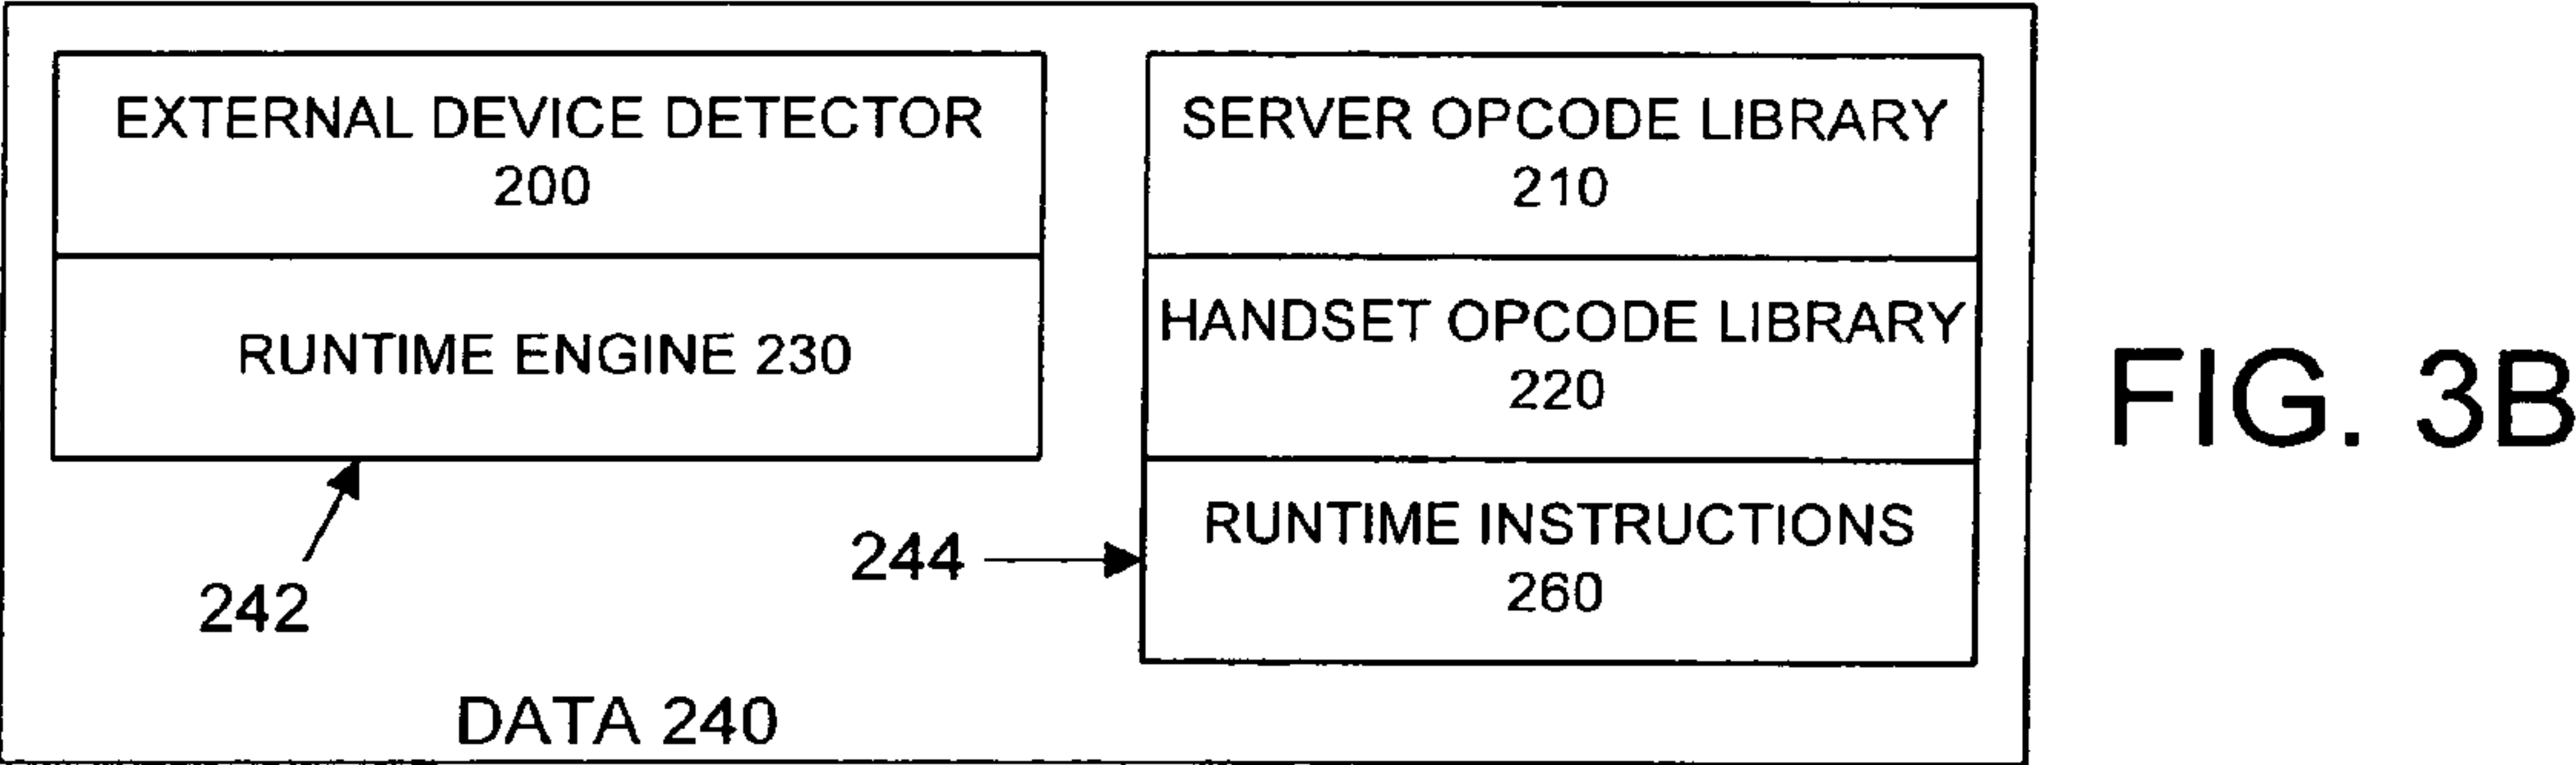 EXTERNAL DEVICE DETECTOR
200
RUNTIME ENGINE 230
242
SERVER OPCODE LIBRARY
210
HANDSET OPCODE LIBRARY
220
RUNTIME INSTRUCTIONS
260
244
DATA 240
FIG. 3B